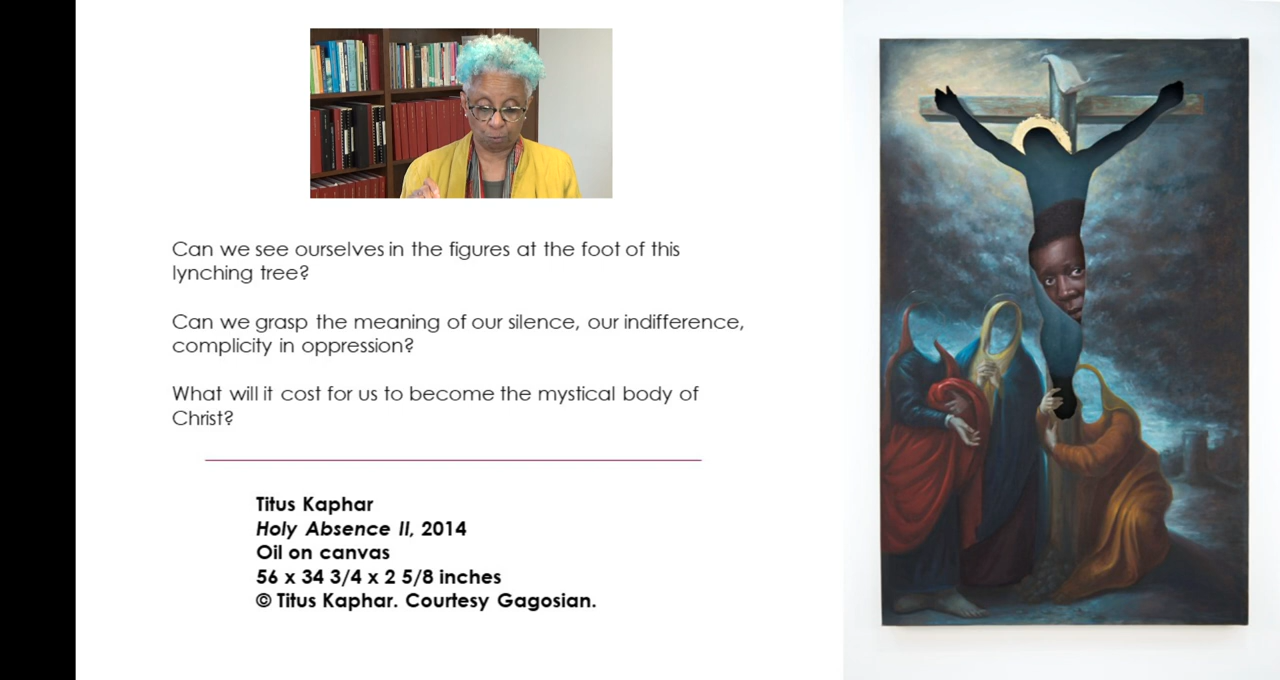 Can we see ourselves in the figures at the foot of this
lynching tree?
Can we grasp the meaning of our silence, our indifference,
complicity in oppression?
What will it cost for us to become the mystical body of
Christ?
Titus Kaphar
Holy Absence II, 2014
Oil on canvas
56 x 34 3/4 x 2 5/8 inches
© Titus Kaphar. Courtesy Gagosian.